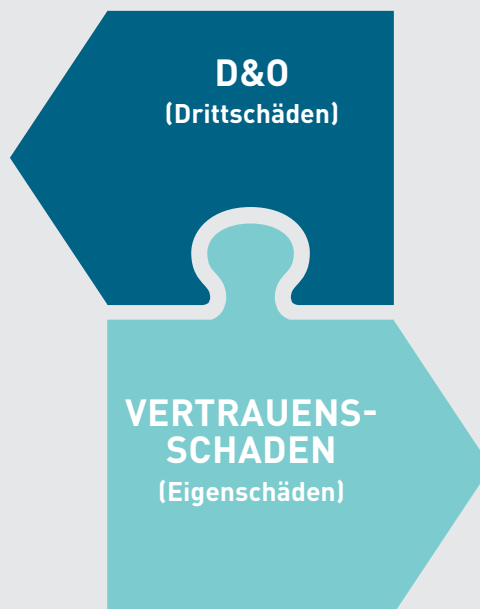 D&O
(Drittschäden)
VERTRAUENS-
SCHADEN
(Eigenschäden)